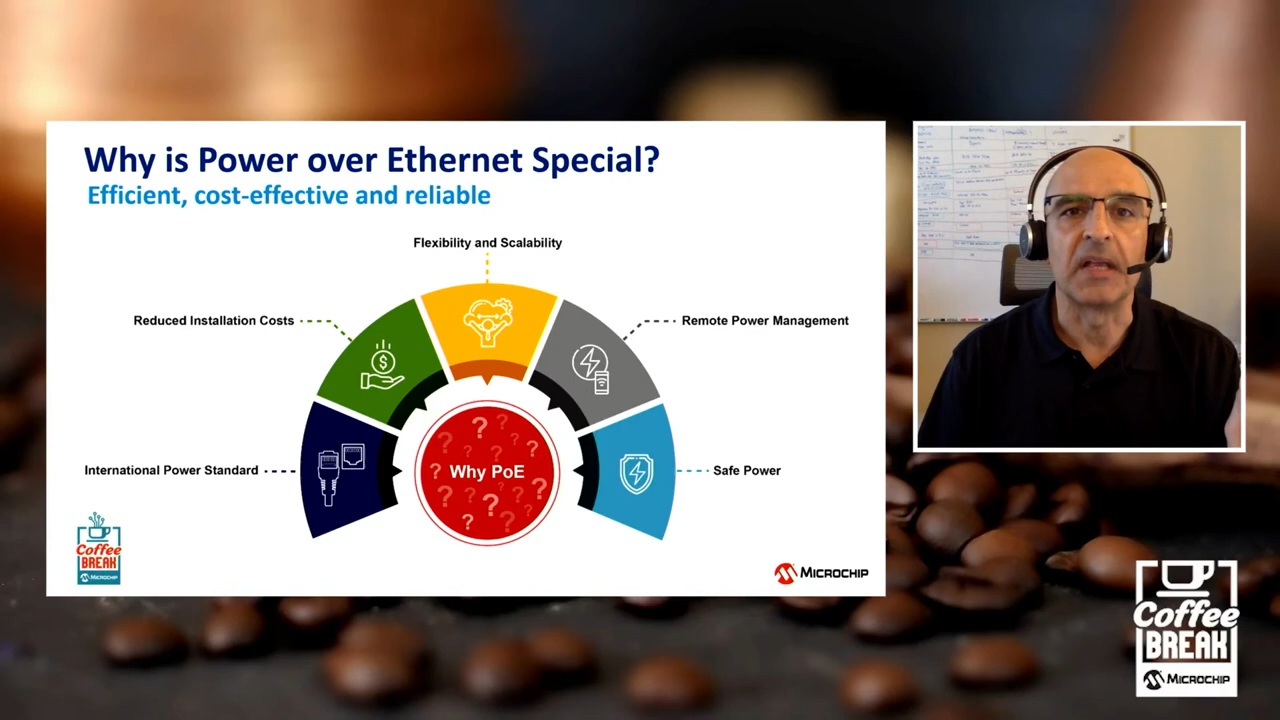 Why is Power over Ethernet Special?
Efficient, cost-effective and reliable
Flexibility and Scalability
Reduced Installation Costs
Remote Power Management
$
International Power Standard
Why PoE
Safe Power
Coffee
BREAK
MICROCHIP
MICROCHIP
Coffee
BREAK
MICROCHIP